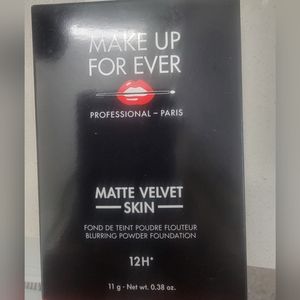 MAKE UP
FOR EVER
PROFESSIONAL – PARIS
MATTE VELVET
SKIN
FOND DE TEINT POUDRE FLOUTEUR
BLURRING POWDER FOUNDATION
12H*
11 g - Net wt. 0.38 oz.